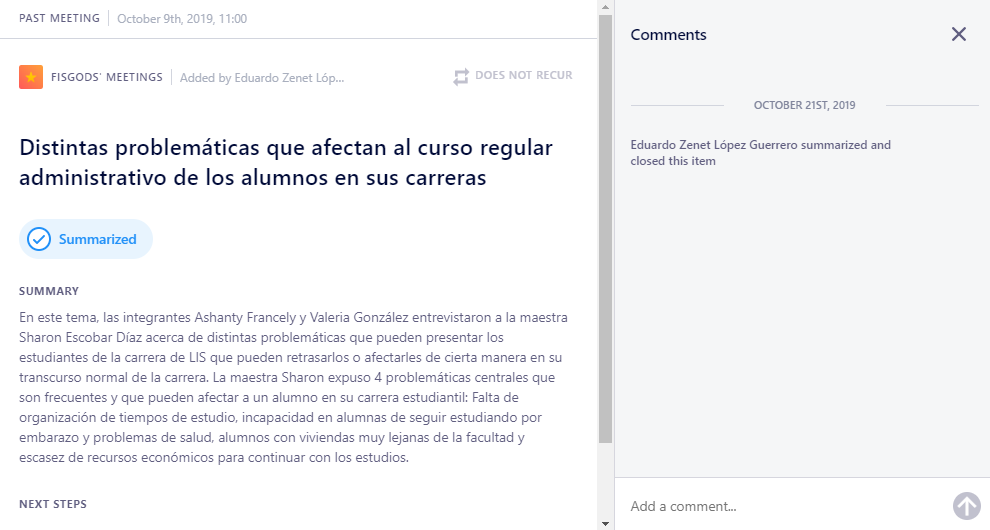 PAST MEETING | October 9th, 2019, 11:00
FISGODS' MEETINGS | Added by Eduardo Zenet Lóp...
DOES NOT RECUR
Distintas problemáticas que afectan al curso regular
administrativo de los alumnos en sus carreras
Summarized
SUMMARY
En este tema, las integrantes Ashanty Francely y Valeria González entrevistaron a la maestra
Sharon Escobar Díaz acerca de distintas problemáticas que pueden presentar los
estudiantes de la carrera de LIS que pueden retrasarlos o afectarles de cierta manera en su
transcurso normal de la carrera. La maestra Sharon expuso 4 problemáticas centrales que
son frecuentes y que pueden afectar a un alumno en su carrera estudiantil: Falta de
organización de tiempos de estudio, incapacidad en alumnas de seguir estudiando por
embarazo y problemas de salud, alumnos con viviendas muy lejanas de la facultad y
escasez de recursos económicos para continuar con los estudios.
NEXT STEPS
Comments
OCTOBER 21ST, 2019
Eduardo Zenet López Guerrero summarized and
closed this item
Add a comment...